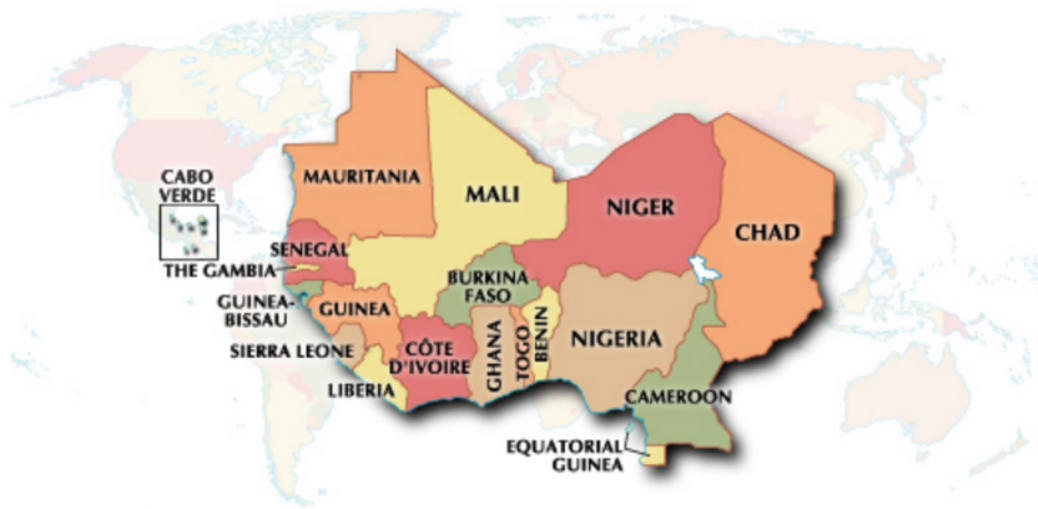 MAURITANIA
MALI
NIGER
CHAD
CABO
VERDE
SENEGAL
THE GAMBIA
GUINEA-
BISSAU
GUINEA
BURKINA
FASO
SIERRA LEONE
LIBERIA
CÔTE
D'IVOIRE
GHANA
TOGO
BENIN
NIGERIA
CAMEROON
EQUATORIAL
GUINEA